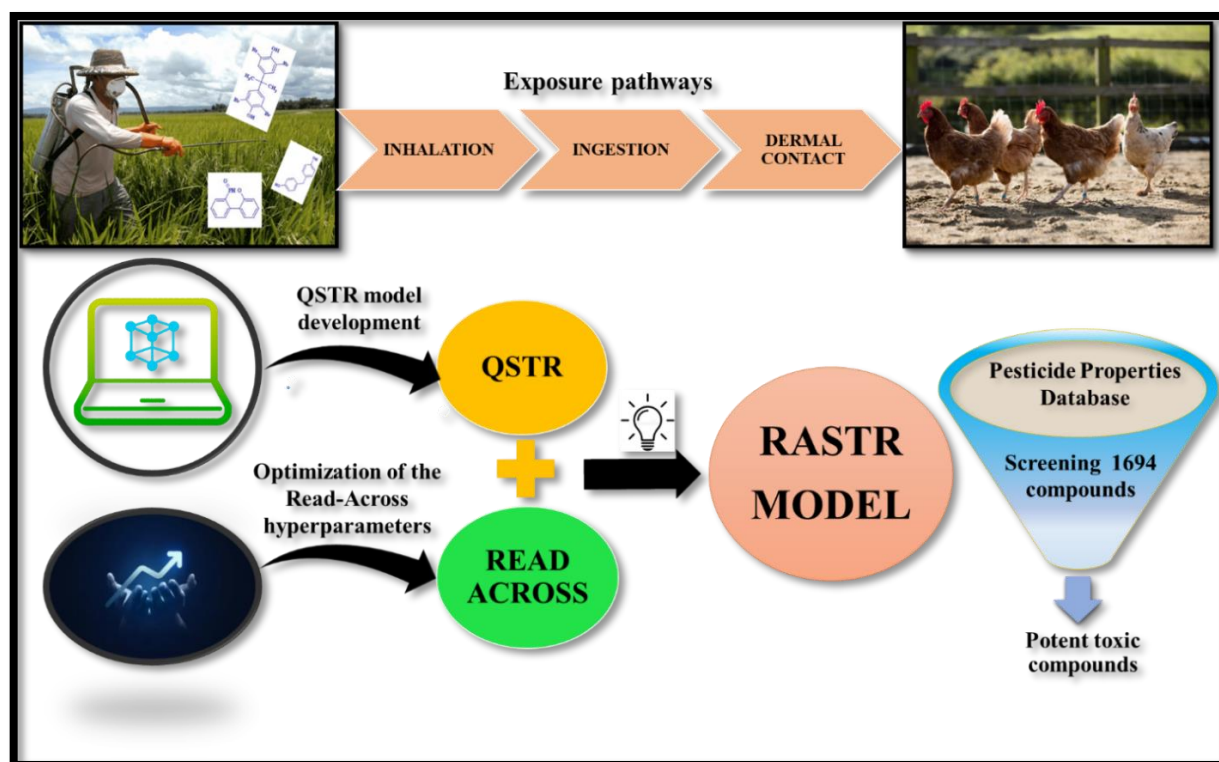 Exposure pathways
INHALATION
INGESTION
DERMAL
CONTACT
QSTR model
development
QSTR
Optimization of the
Read-Across
hyperparameters
READ
ACROSS
RASTR
MODEL
Pesticide Properties
Database
Screening 1694
compounds
Potent toxic
compounds